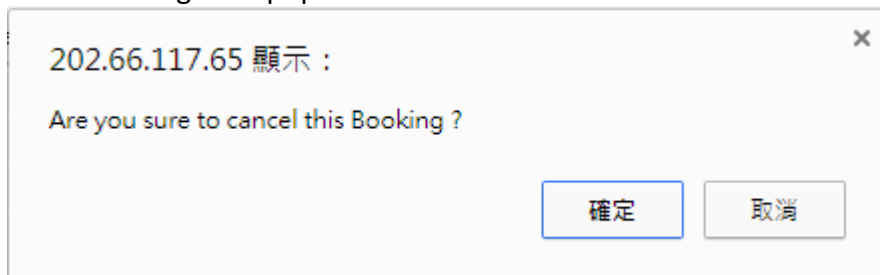 202.66.117.65 顯示：
×
Are you sure to cancel this Booking ?
確定 取消